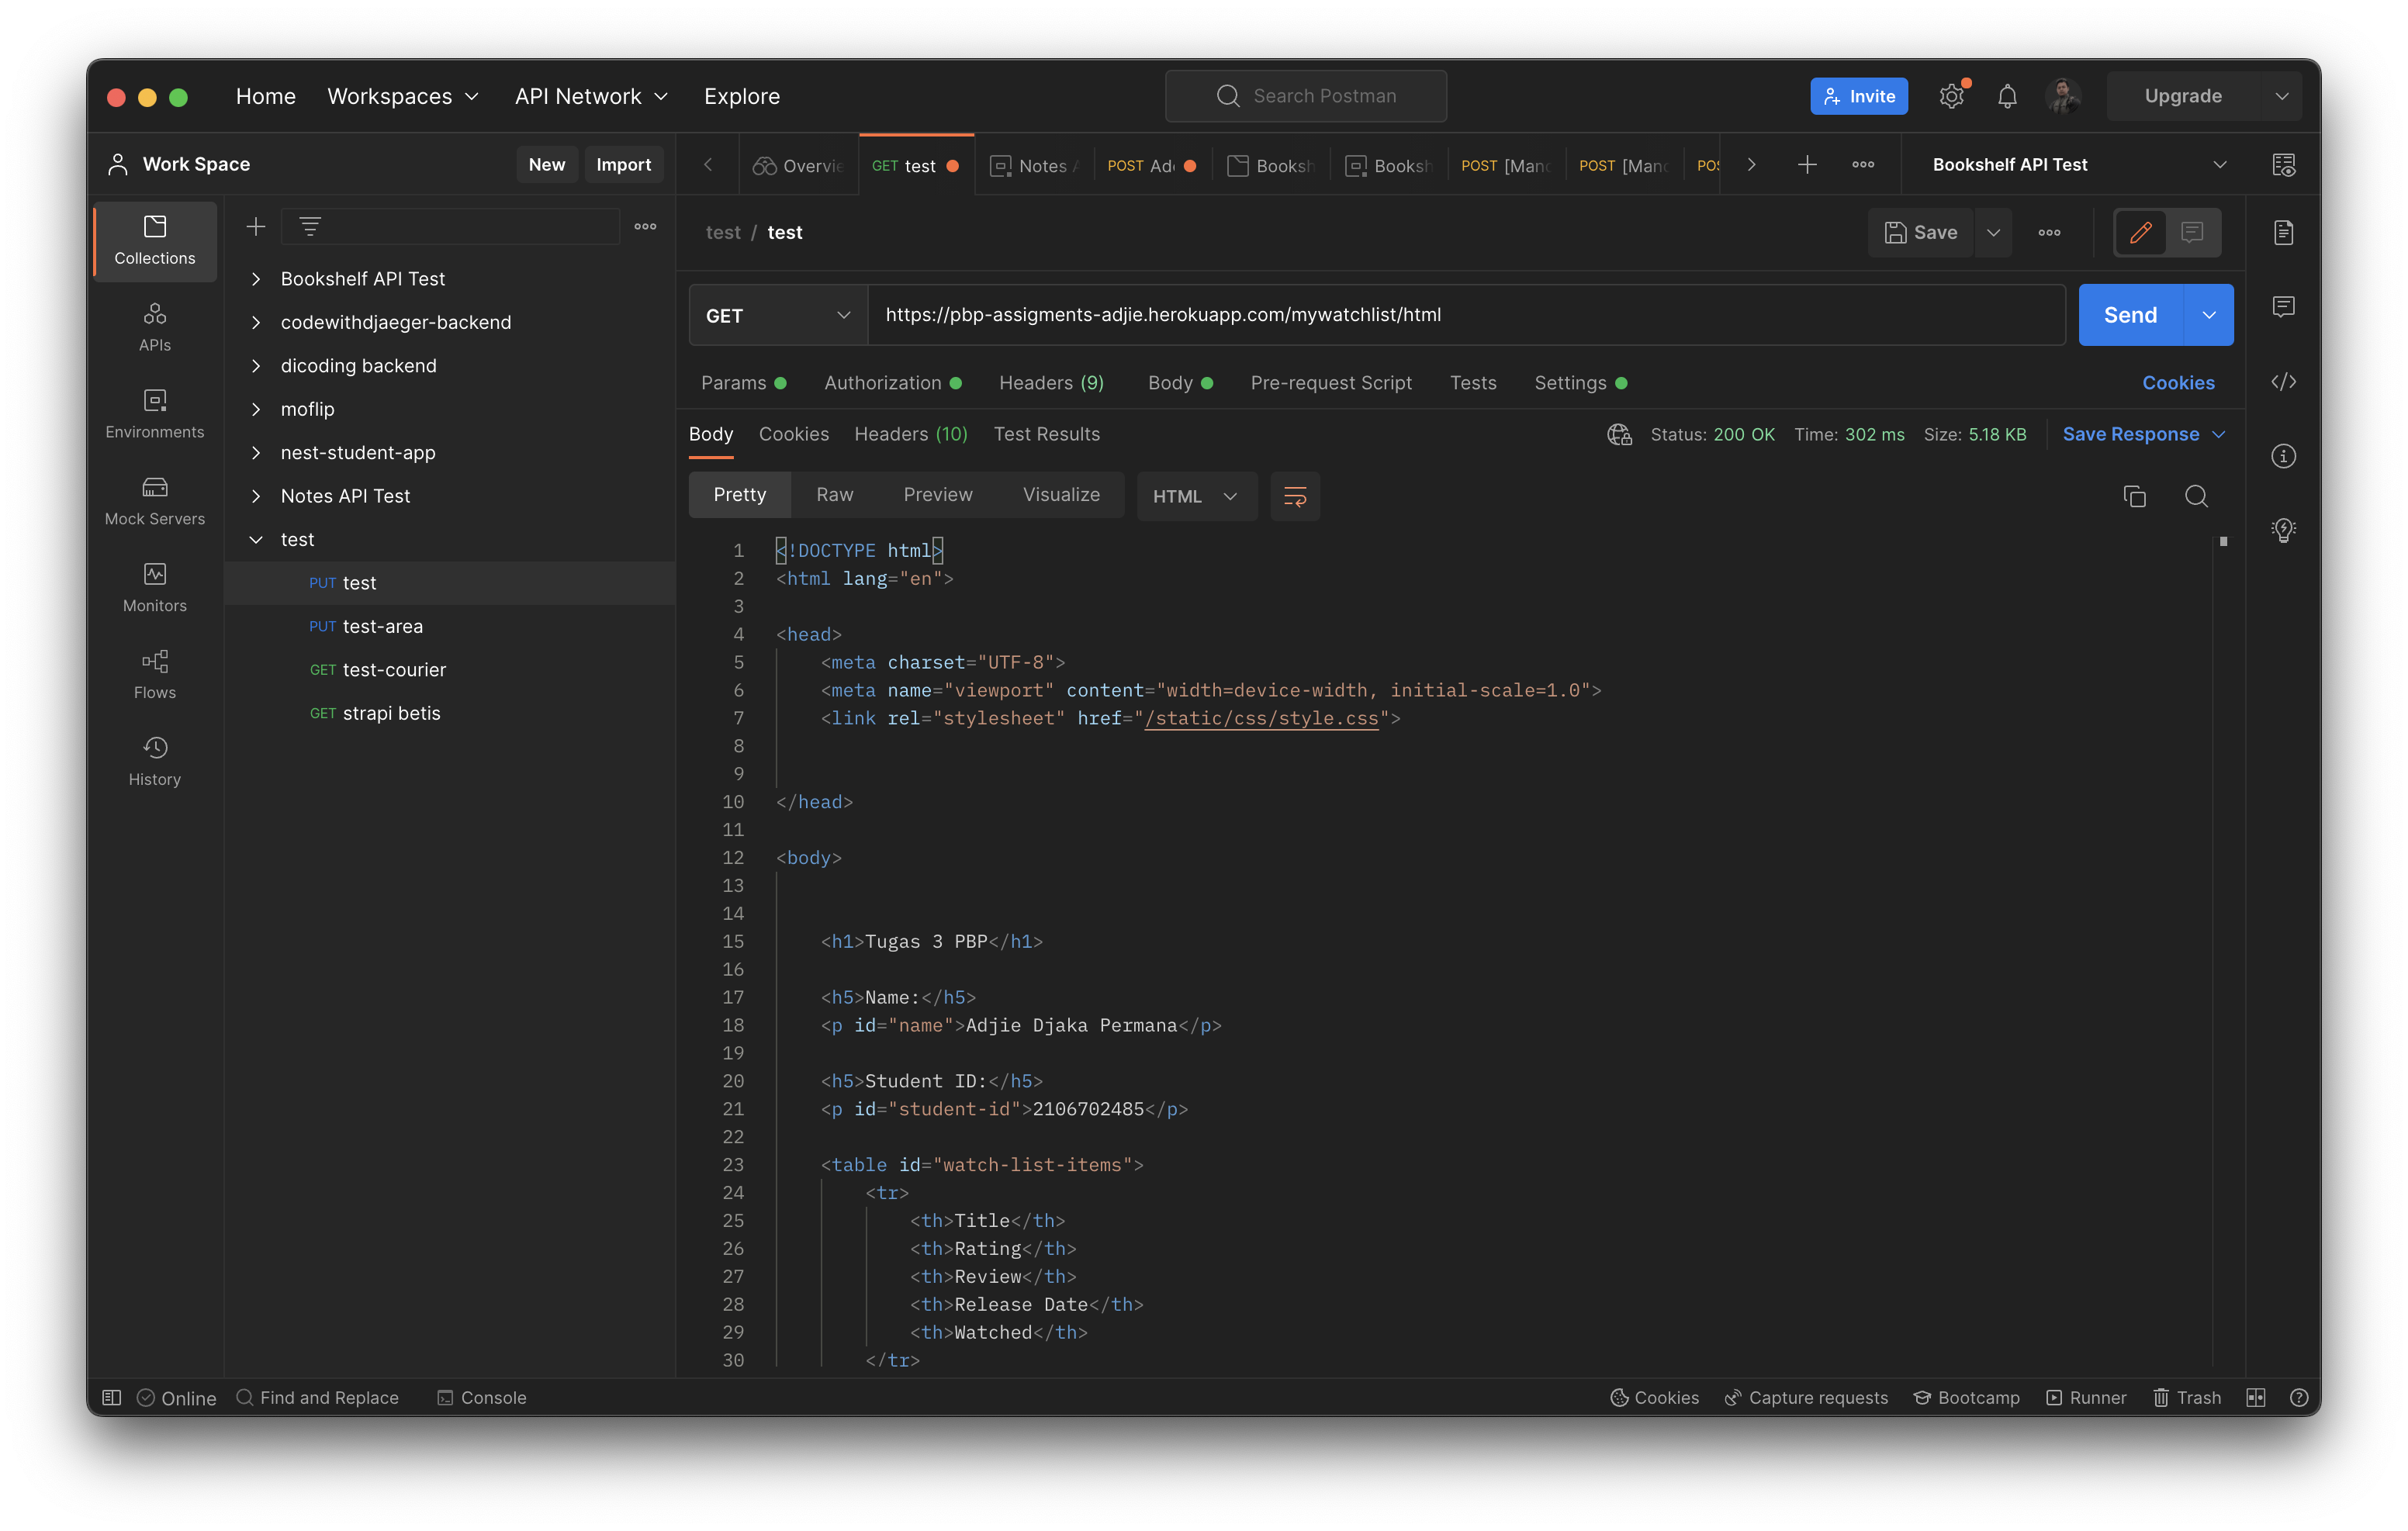 Home Workspaces API Network Explore Search Postman Invite Upgrade
Work Space New Import
Overvie GET test Notes A POST Ad Booksh Booksh POST [Man POST [Man POS Bookshelf API Test
Collections
APIs
Environments
Mock Servers
Monitors
Flows
History
Bookshelf API Test
codewithdjaeger-backend
dicoding backend
moflip
nest-student-app
Notes API Test
test
PUT test
PUT test-area
GET test-courier
GET strapi betis
test / test Save
GET https://pbp-assigments-adjie.herokuapp.com/mywatchlist/html Send
Params Authorization Headers (9) Body Pre-request Script Tests Settings Cookies
Body Cookies Headers (10) Test Results Status: 200 OK Time: 302 ms Size: 5.18 KB Save Response
Pretty Raw Preview Visualize HTML
1 <!DOCTYPE html>
2 <html lang="en">
3
4 <head>
5 <meta charset="UTF-8">
6 <meta name="viewport" content="width=device-width, initial-scale=1.0">
7 <link rel="stylesheet" href="/static/css/style.css">
8
9
10 </head>
11
12 <body>
13
14
15 <h1>Tugas 3 PBP</h1>
16
17 <h5>Name:</h5>
18 <p id="name">Adjie Djaka Permana</p>
19
20 <h5>Student ID:</h5>
21 <p id="student-id">2106702485</p>
22
23 <table id="watch-list-items">
24 <tr>
25 <th>Title</th>
26 <th>Rating</th>
27 <th>Review</th>
28 <th>Release Date</th>
29 <th>Watched</th>
30 </tr>
Online Find and Replace Console Cookies Capture requests Bootcamp Runner Trash